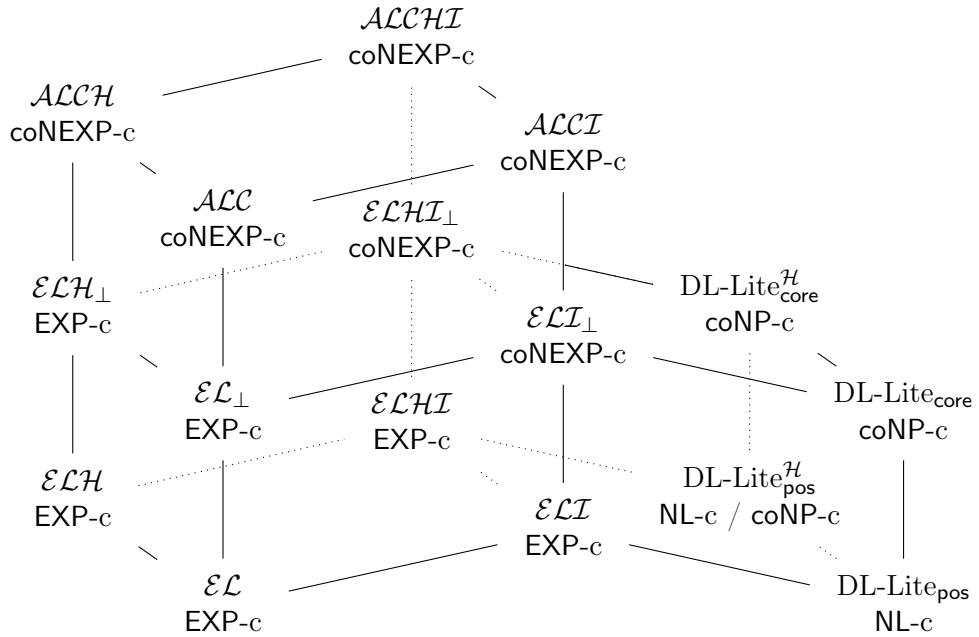 𝒜ℒ𝒞ℋℐ
coNEXP-c
𝒜ℒ𝒞ℋ
coNEXP-c
𝒜ℒ𝒞ℐ
coNEXP-c
𝒜ℒ𝒞
coNEXP-c
ℰℒℋℐ⊥
coNEXP-c
ℰℒℋ⊥
EXP-c
DL-Lite^ℋ_core
coNP-c
ℰℒℐ⊥
coNEXP-c
ℰℒ⊥
EXP-c
ℰℒℋℐ
EXP-c
DL-Lite_core
coNP-c
ℰℒℋ
EXP-c
DL-Lite^ℋ_pos
NL-c / coNP-c
ℰℒℐ
EXP-c
ℰℒ
EXP-c
DL-Lite_pos
NL-c